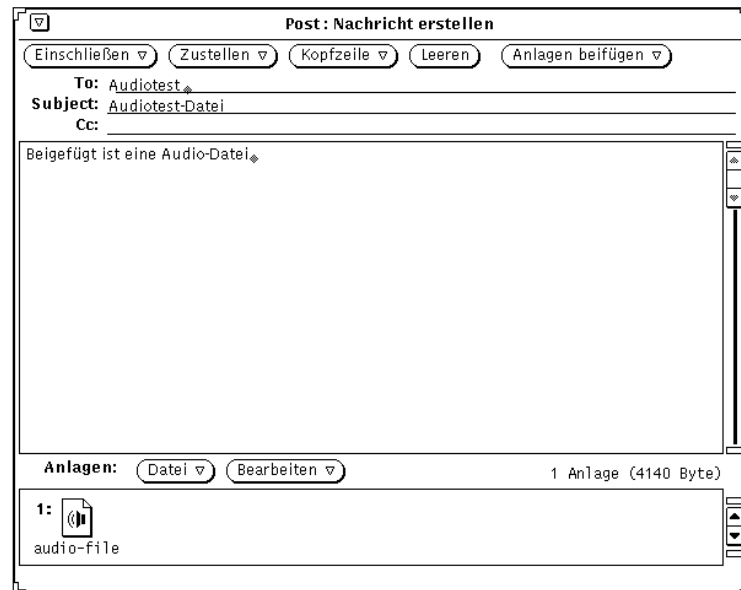 Post: Nachricht erstellen
Einschließen Zustellen Kopfzeile Leeren Anlagen beifügen
To: Audiotest
Subject: Audiotest-Datei
Cc:
Beigefügt ist eine Audio-Datei
Anlagen: Datei Bearbeiten 1 Anlage (4140 Byte)
1:
audio-file